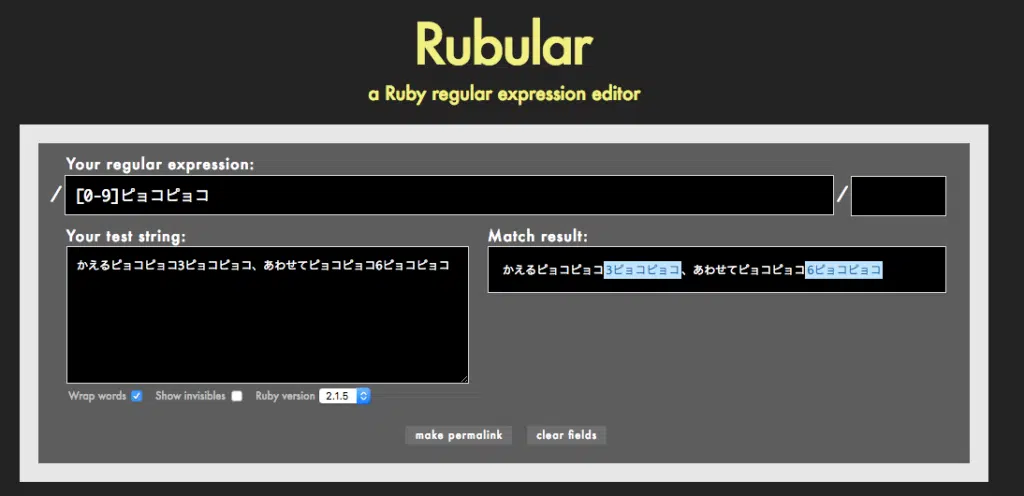 Rubular
a Ruby regular expression editor
Your regular expression:
/ [0-9]ピョコピョコ /
Your test string:
かえるピョコピョコ3ピョコピョコ、あわせてピョコピョコ6ピョコピョコ
Match result:
かえるピョコピョコ3ピョコピョコ、あわせてピョコピョコ6ピョコピョコ
Wrap words Show invisibles Ruby version 2.1.5
make permalink clear fields